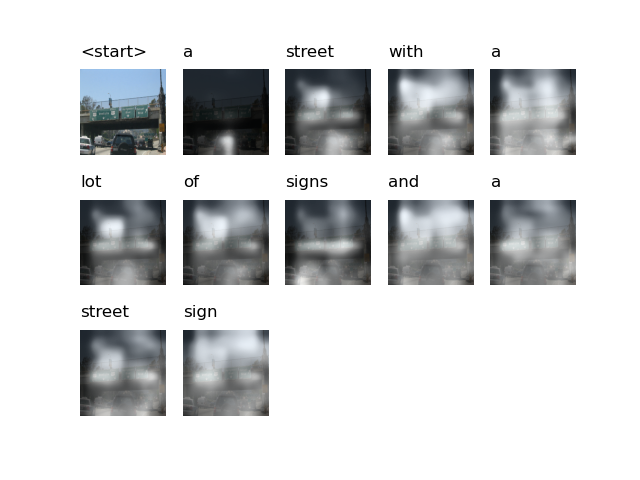 <start> a street with a
lot of signs and a
street sign